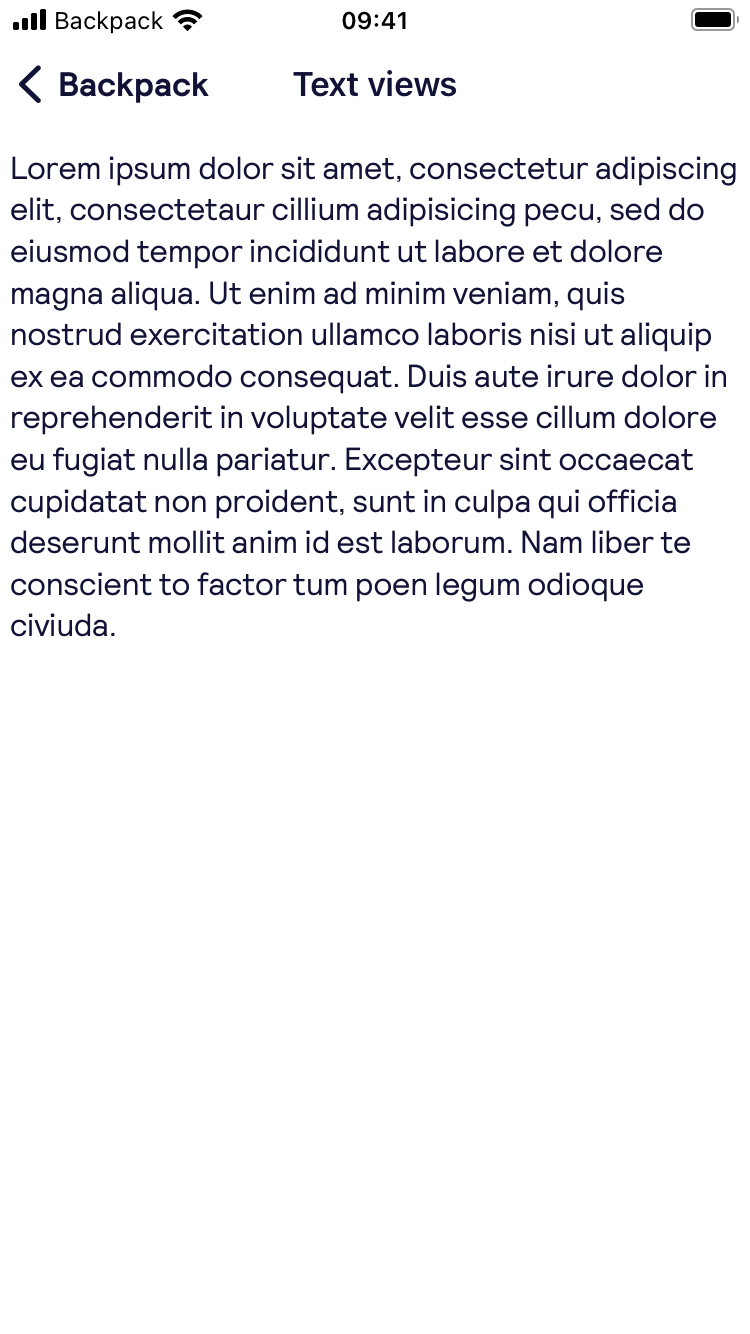 Backpack 09:41
Backpack Text views
Lorem ipsum dolor sit amet, consectetur adipiscing
elit, consectetaur cillium adipisicing pecu, sed do
eiusmod tempor incididunt ut labore et dolore
magna aliqua. Ut enim ad minim veniam, quis
nostrud exercitation ullamco laboris nisi ut aliquip
ex ea commodo consequat. Duis aute irure dolor in
reprehenderit in voluptate velit esse cillum dolore
eu fugiat nulla pariatur. Excepteur sint occaecat
cupidatat non proident, sunt in culpa qui officia
deserunt mollit anim id est laborum. Nam liber te
conscient to factor tum poen legum odioque
civiuda.